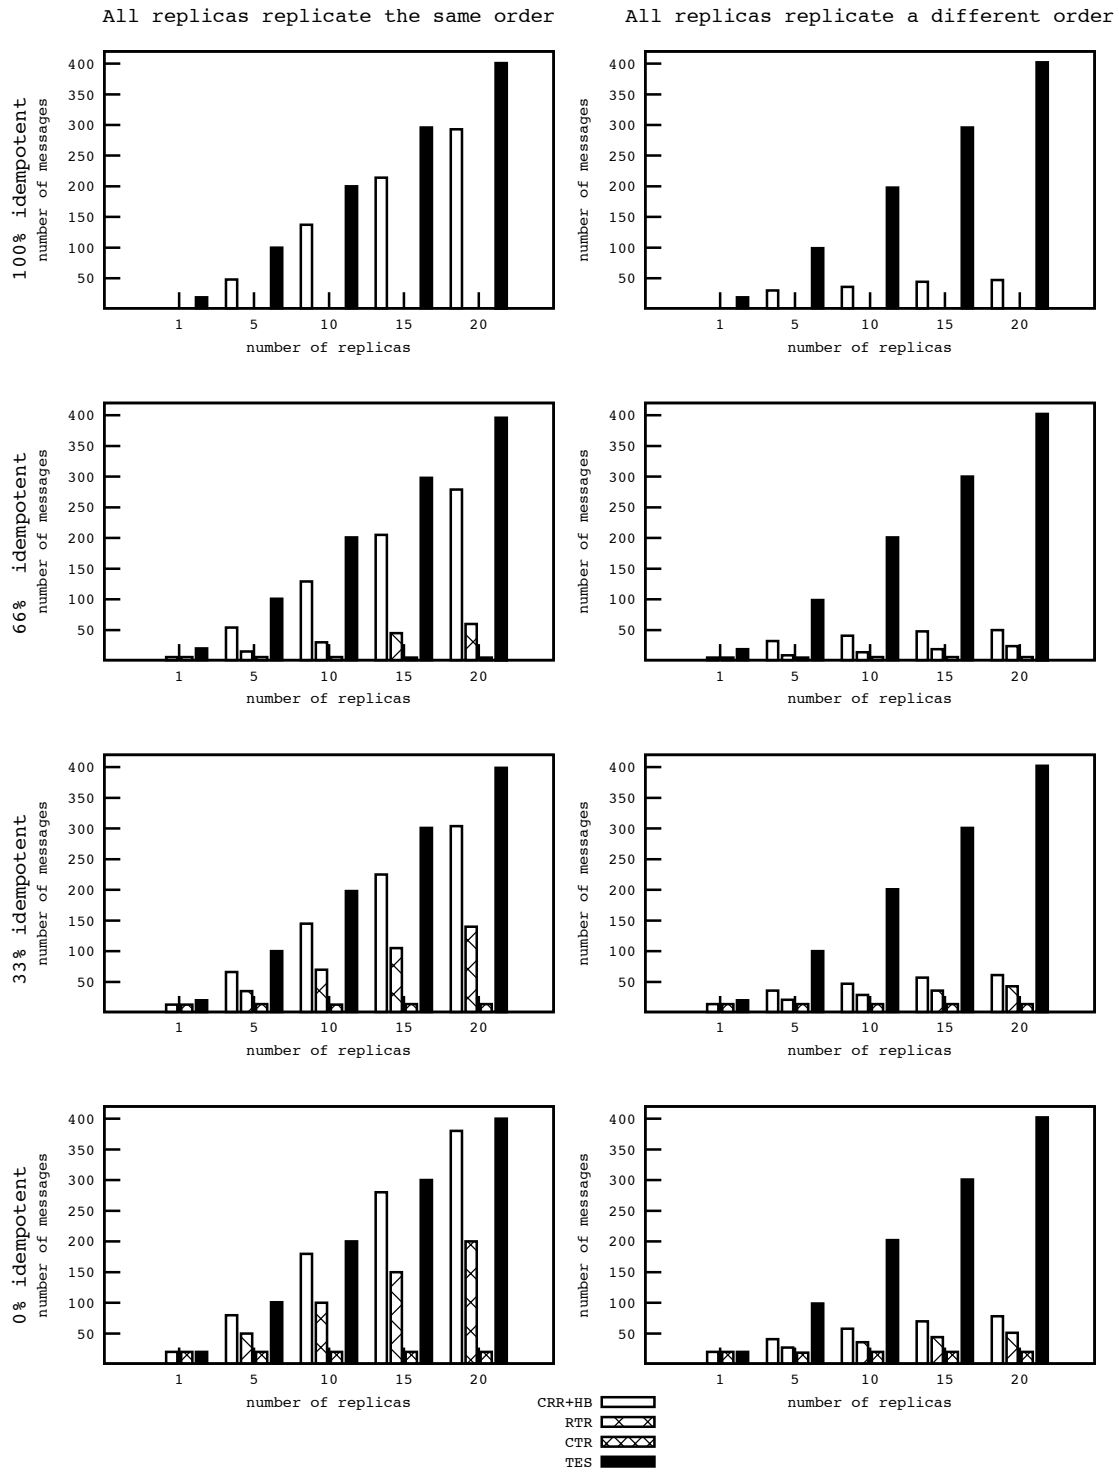 All replicas replicate the same order
All replicas replicate a different order
100% idempotent
number of messages
400
350
300
250
200
150
100
50
1 5 10 15 20
number of replicas
number of messages
400
350
300
250
200
150
100
50
1 5 10 15 20
number of replicas
66% idempotent
number of messages
400
350
300
250
200
150
100
50
1 5 10 15 20
number of replicas
number of messages
400
350
300
250
200
150
100
50
1 5 10 15 20
number of replicas
33% idempotent
number of messages
400
350
300
250
200
150
100
50
1 5 10 15 20
number of replicas
number of messages
400
350
300
250
200
150
100
50
1 5 10 15 20
number of replicas
0% idempotent
number of messages
400
350
300
250
200
150
100
50
1 5 10 15 20
number of replicas
number of messages
400
350
300
250
200
150
100
50
1 5 10 15 20
number of replicas
CRR+HB
RTR
CTR
TES